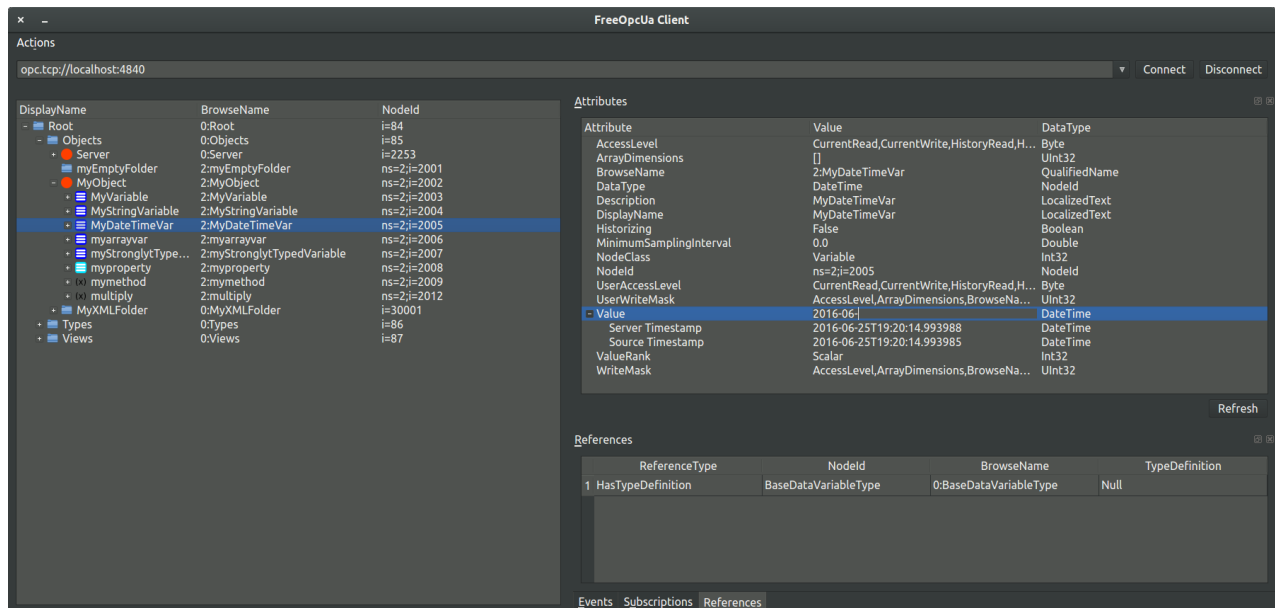 FreeOpcUa Client
Actions
opc.tcp://localhost:4840
Connect
Disconnect
DisplayName BrowseName NodeId
Root 0:Root i=84
Objects 0:Objects i=85
Server 0:Server i=2253
myEmptyFolder 2:myEmptyFolder ns=2;i=2001
MyObject 2:MyObject ns=2;i=2002
MyVariable 2:MyVariable ns=2;i=2003
MyStringVariable 2:MyStringVariable ns=2;i=2004
MyDateTimeVar 2:MyDateTimeVar ns=2;i=2005
myarrayvar 2:myarrayvar ns=2;i=2006
myStronglytType... 2:myStronglytTypedVariable ns=2;i=2007
myproperty 2:myproperty ns=2;i=2008
(x) mymethod 2:mymethod ns=2;i=2009
(x) multiply 2:multiply ns=2;i=2012
MyXMLFolder 0:MyXMLFolder i=30001
Types 0:Types i=86
Views 0:Views i=87
Attributes
Attribute Value DataType
AccessLevel CurrentRead,CurrentWrite,HistoryRead,H... Byte
ArrayDimensions [] UInt32
BrowseName 2:MyDateTimeVar QualifiedName
DataType DateTime NodeId
Description MyDateTimeVar LocalizedText
DisplayName MyDateTimeVar LocalizedText
Historizing False Boolean
MinimumSamplingInterval 0.0 Double
NodeClass Variable Int32
NodeId ns=2;i=2005 NodeId
UserAccessLevel CurrentRead,CurrentWrite,HistoryRead,H... Byte
UserWriteMask AccessLevel,ArrayDimensions,BrowseNa... UInt32
Value 2016-06- DateTime
Server Timestamp 2016-06-25T19:20:14.993988 DateTime
Source Timestamp 2016-06-25T19:20:14.993985 DateTime
ValueRank Scalar Int32
WriteMask AccessLevel,ArrayDimensions,BrowseNa... UInt32
Refresh
References
ReferenceType NodeId BrowseName TypeDefinition
1 HasTypeDefinition BaseDataVariableType 0:BaseDataVariableType Null
Events Subscriptions References